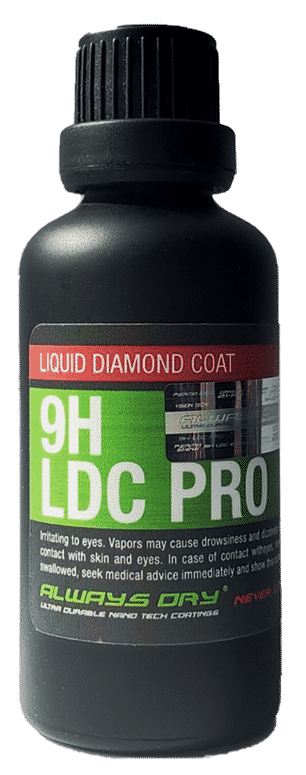 LIQUID DIAMOND COAT
9H
LDC PRO
ALWAY
Irritating to eyes. Vapors may cause drowsiness and
contact with skin and eyes. In case of contact
swallowed, seek medical advice immediately and show this
ALWAYS DRY® NEVER
ULTRA DURABLE NANO TECH COATINGS